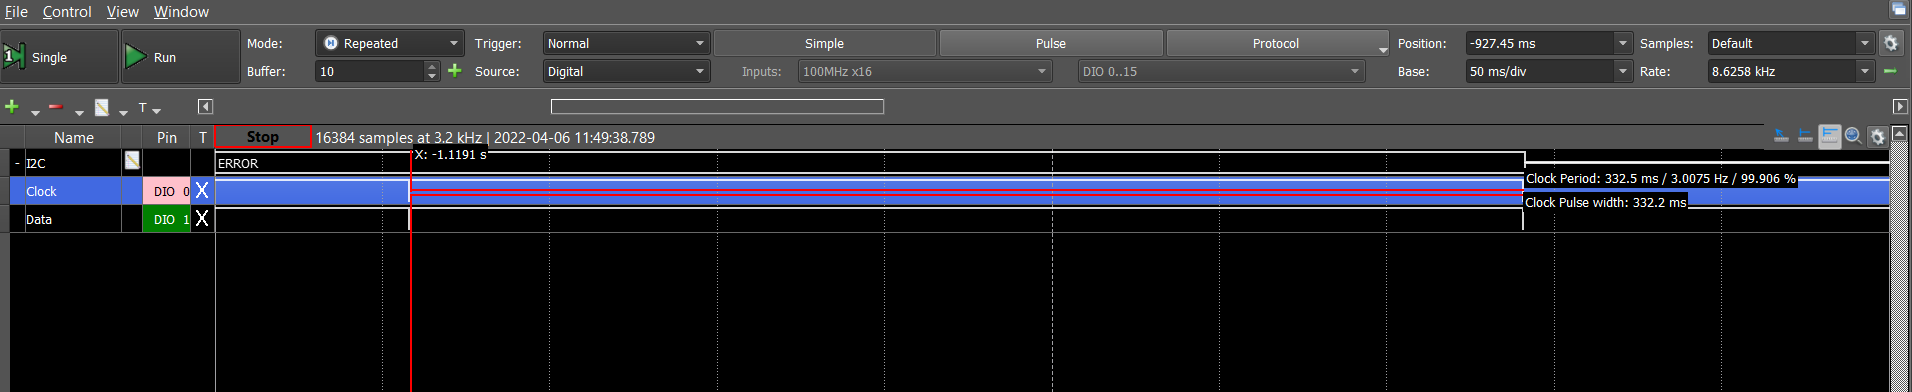 File Control View Window
Mode: Repeated Trigger: Normal Simple Pulse Protocol Position: -927.45 ms Samples: Default
1 Single Run
Buffer: 10 Source: Digital Inputs: 100MHz x16 DIO 0..15 Base: 50 ms/div Rate: 8.6258 kHz
T
Name Pin T Stop 16384 samples at 3.2 kHz | 2022-04-06 11:49:38.789
X: -1.1191 s
- I2C ERROR
Clock DIO 0 X Clock Period: 332.5 ms / 3.0075 Hz / 99.906 %
Clock Pulse width: 332.2 ms
Data DIO 1 X